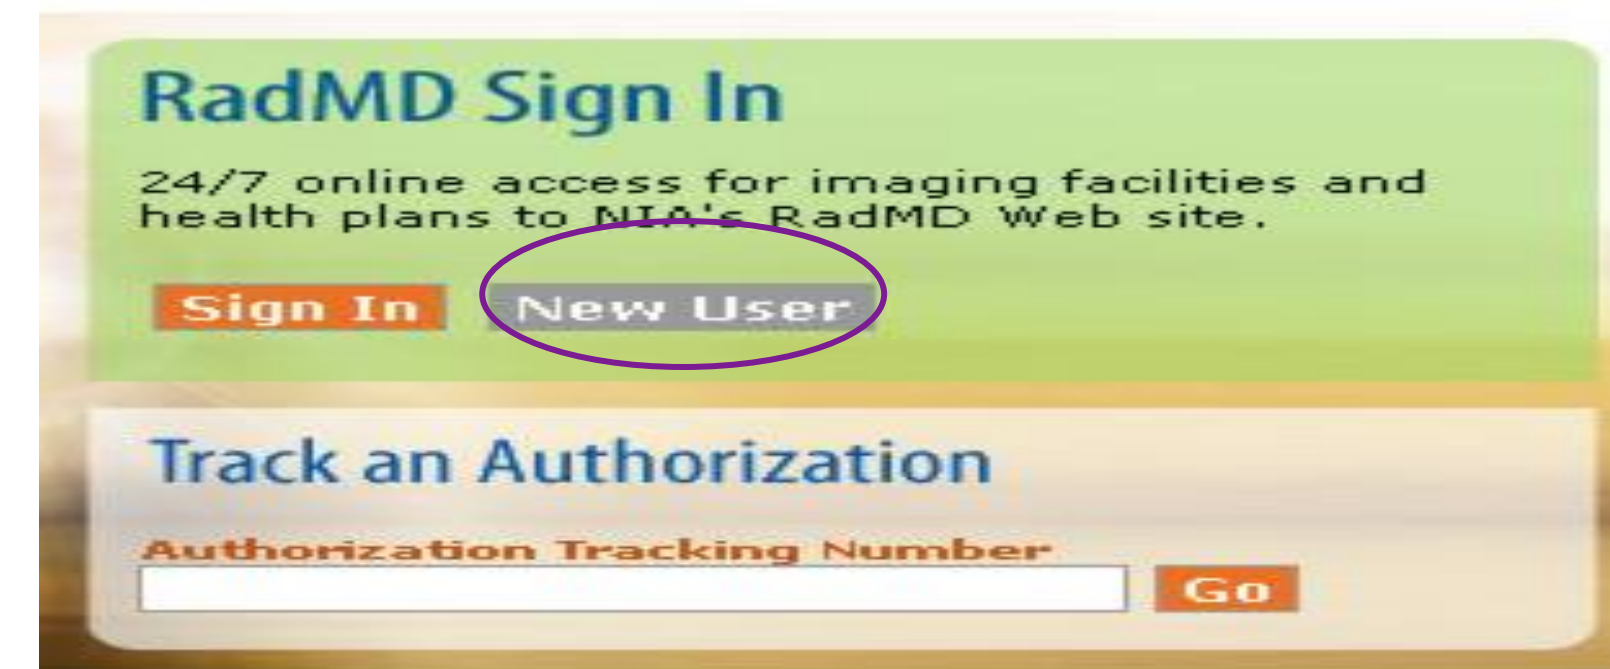 RadMD Sign In
24/7 online access for imaging facilities and
health plans to NIA's RadMD Web site.
Sign In New User
Track an Authorization
Authorization Tracking Number
Go